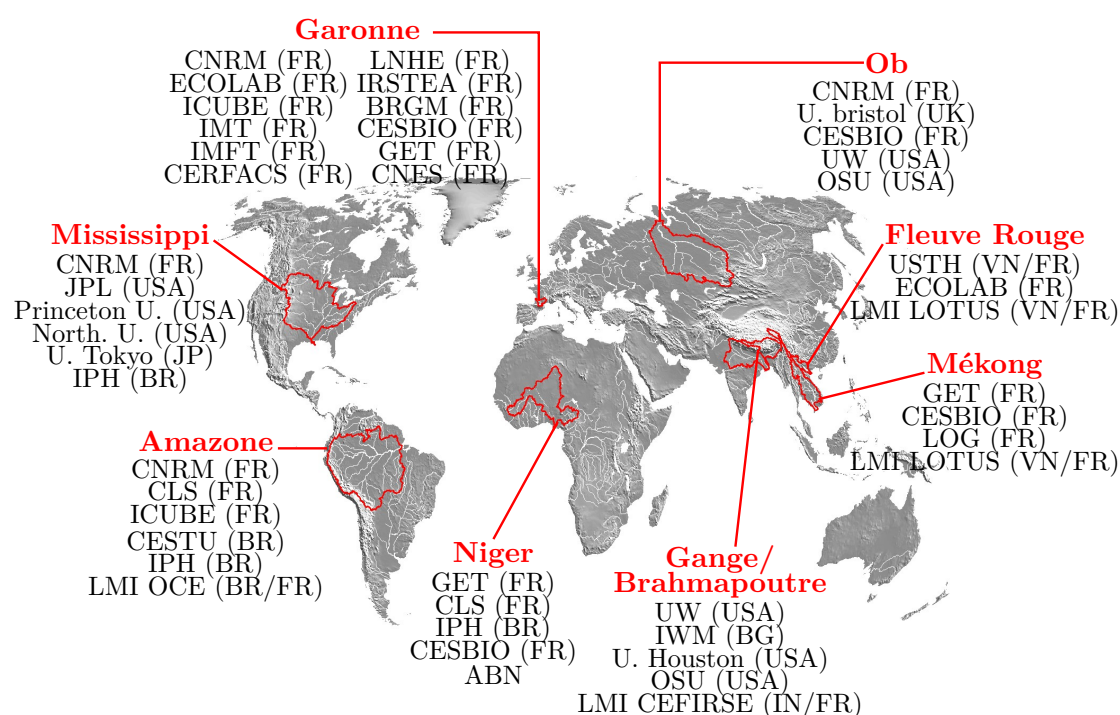 Garonne
CNRM (FR)
ECOLAB (FR)
ICUBE (FR)
IMT (FR)
IMFT (FR)
CERFACS (FR)
LNHE (FR)
IRSTEA (FR)
BRGM (FR)
CESBIO (FR)
GET (FR)
CNES (FR)
Ob
CNRM (FR)
U. bristol (UK)
CESBIO (FR)
UW (USA)
OSU (USA)
Mississippi
CNRM (FR)
JPL (USA)
Princeton U. (USA)
North. U. (USA)
U. Tokyo (JP)
IPH (BR)
Fleuve Rouge
USTH (VN/FR)
ECOLAB (FR)
LMI LOTUS (VN/FR)
Mékong
GET (FR)
CESBIO (FR)
LOG (FR)
LMI LOTUS (VN/FR)
Amazone
CNRM (FR)
CLS (FR)
ICUBE (FR)
CESTU (BR)
IPH (BR)
LMI OCE (BR/FR)
Niger
GET (FR)
CLS (FR)
IPH (BR)
CESBIO (FR)
ABN
Gange/
Brahmapoutre
UW (USA)
IWM (BG)
U. Houston (USA)
OSU (USA)
LMI CEFIRSE (IN/FR)